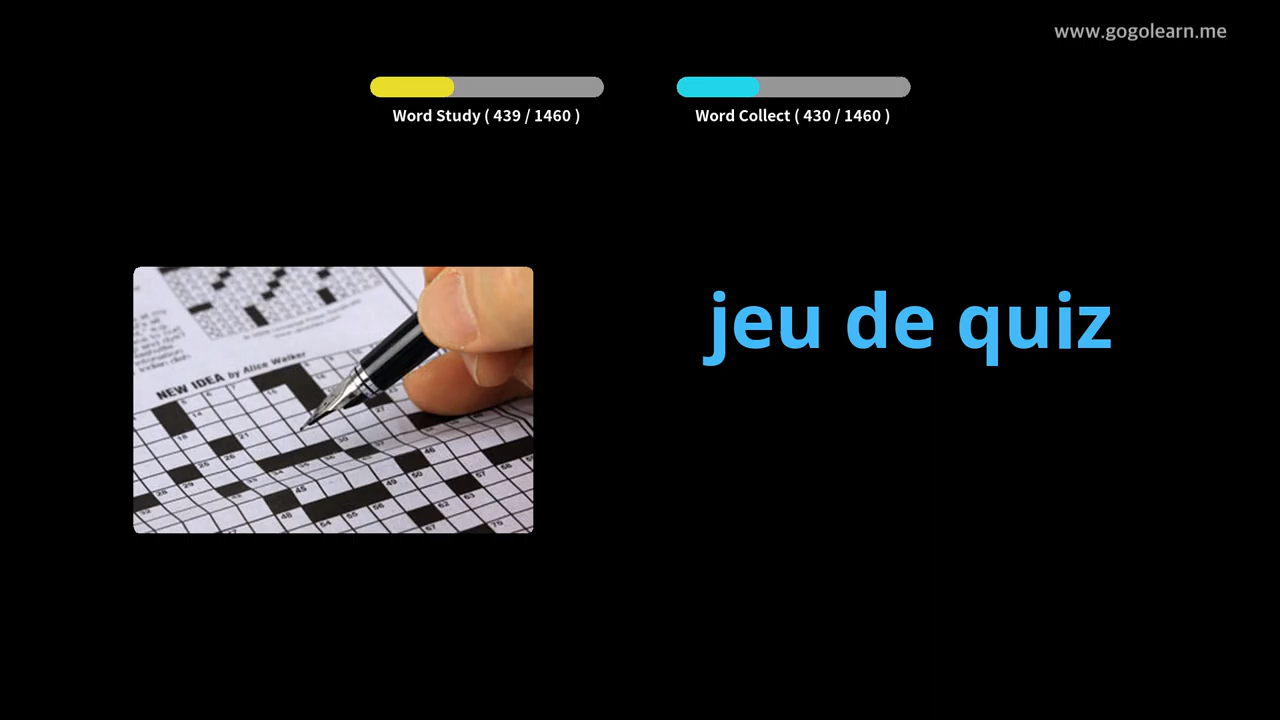 www.gogolearn.me
Word Study ( 439 / 1460 )
Word Collect ( 430 / 1460 )
jeu de quiz
NEW IDEA by Alice Walker